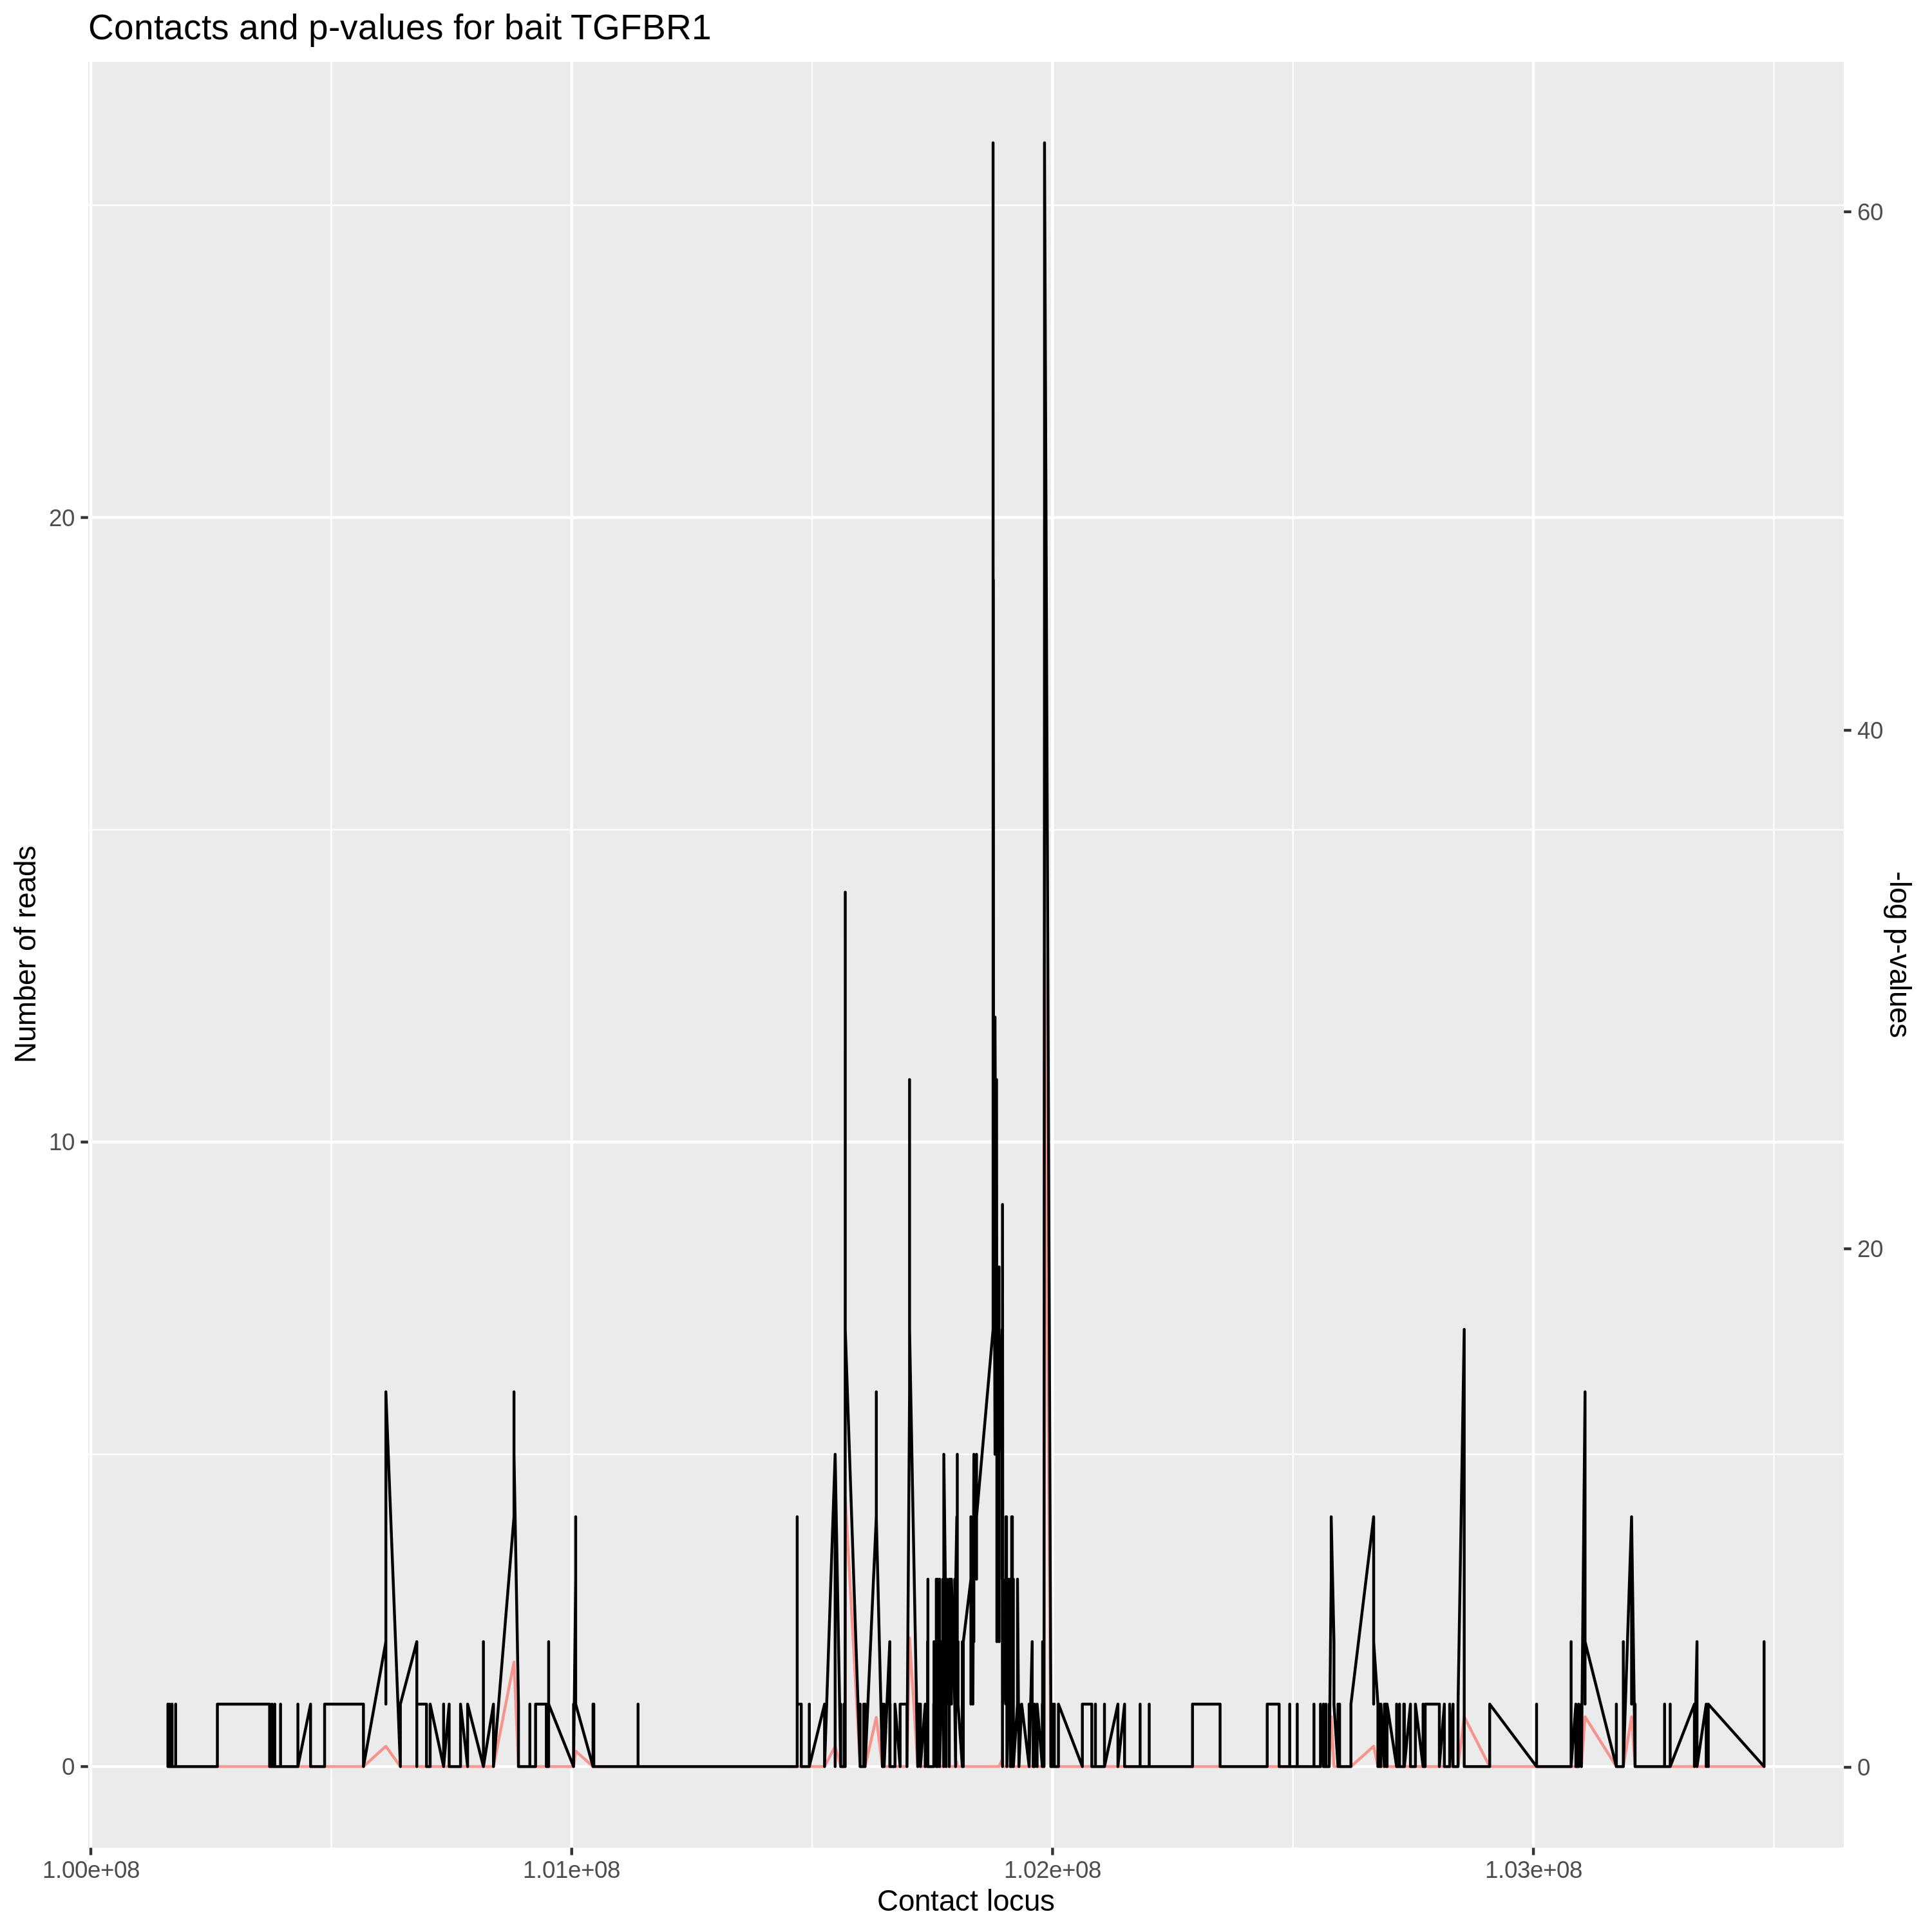 Contacts and p-values for bait TGFBR1
60
20
40
10
20
0
0
Number of reads
-log p-values
1.00e+08
1.01e+08
1.02e+08
1.03e+08
Contact locus